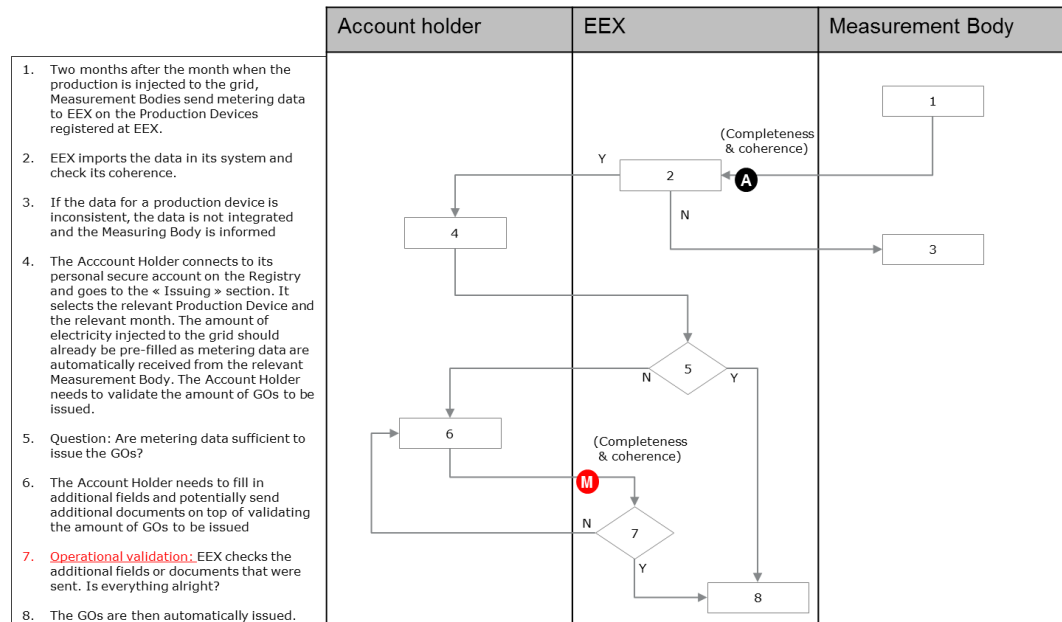 Account holder
EEX
Measurement Body
1. Two months after the month when the
production is injected to the grid,
Measurement Bodies send metering data
to EEX on the Production Devices
registered at EEX.
2. EEX imports the data in its system and
check its coherence.
3. If the data for a production device is
inconsistent, the data is not integrated
and the Measuring Body is informed
4. The Acccount Holder connects to its
personal secure account on the Registry
and goes to the « Issuing » section. It
selects the relevant Production Device and
the relevant month. The amount of
electricity injected to the grid should
already be pre-filled as metering data are
automatically received from the relevant
Measurement Body. The Account Holder
needs to validate the amount of GOs to be
issued.
5. Question: Are metering data sufficient to
issue the GOs?
6. The Account Holder needs to fill in
additional fields and potentially send
additional documents on top of validating
the amount of GOs to be issued
7. Operational validation: EEX checks the
additional fields or documents that were
sent. Is everything alright?
8. The GOs are then automatically issued.
1
(Completeness
& coherence)
Y
2
A
N
4
3
5
N
Y
6
(Completeness
& coherence)
M
N
7
Y
8